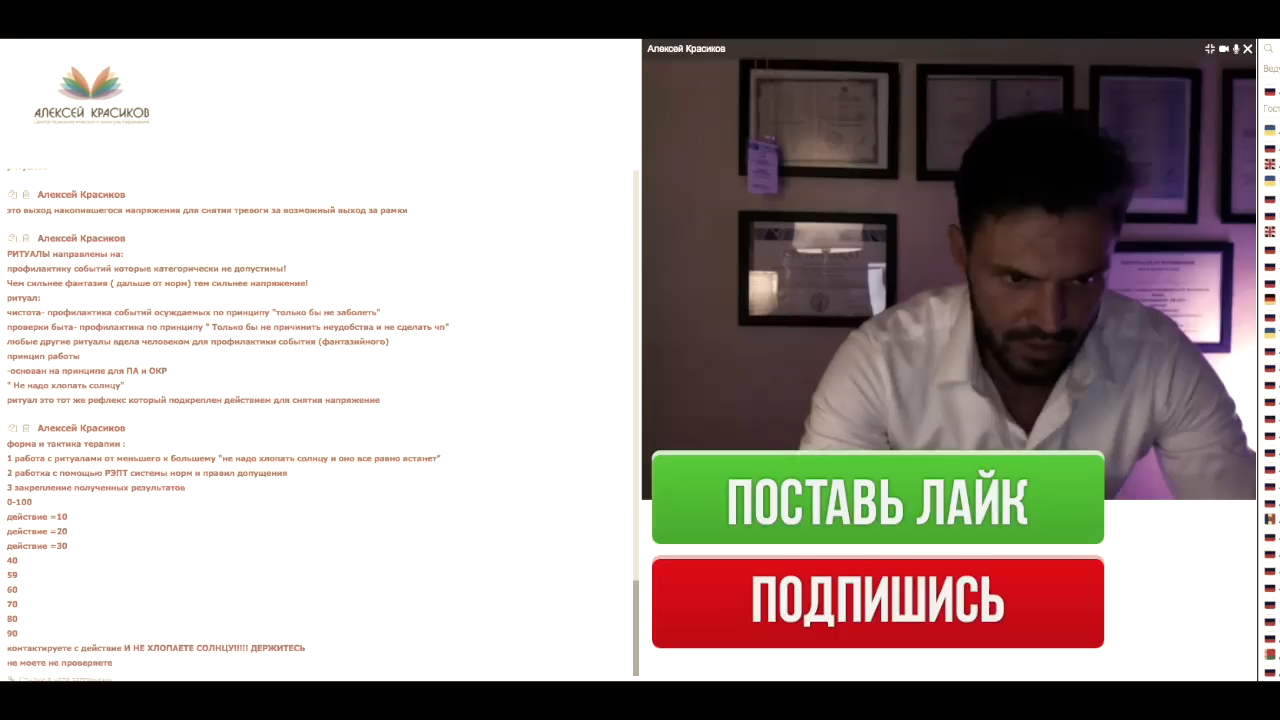 АЛЕКСЕЙ КРАСИКОВ
Алексей Красиков
это выход накопившегося напряжения для снятия тревоги за возможный выход за рамки
Алексей Красиков
РИТУАЛЫ направлены на:
профилактику событий которые категорически не допустимы!
Чем сильнее фантазия ( дальше от норм) тем сильнее напряжение!
ритуал:
чистота- профилактика событий осуждаемых по принципу "только бы не заболеть"
проверки быта- профилактика по принципу " Только бы не причинить неудобства и не сделать чп"
любые другие ритуалы вдела человеком для профилактики события (фантазийного)
принцип работы
-основан на принципе для ПА и ОКР
" Не надо хлопать солнцу"
ритуал это тот же рефлекс который подкреплен действием для снятия напряжение
Алексей Красиков
форма и тактика терапии :
1 работа с ритуалами от меньшего к большему "не надо хлопать солнцу и оно все равно встанет"
2 работка с помощью РЭПТ системы норм и правил допущения
3 закрепление полученных результатов
0-100
действие =10
действие =20
действие =30
40
59
60
70
80
90
контактируете с действие И НЕ ХЛОПАЕТЕ СОЛНЦУ!!!!! ДЕРЖИТЕСЬ
не моете не проверяете
Алексей Красиков
ПОСТАВЬ ЛАЙК
ПОДПИШИСЬ